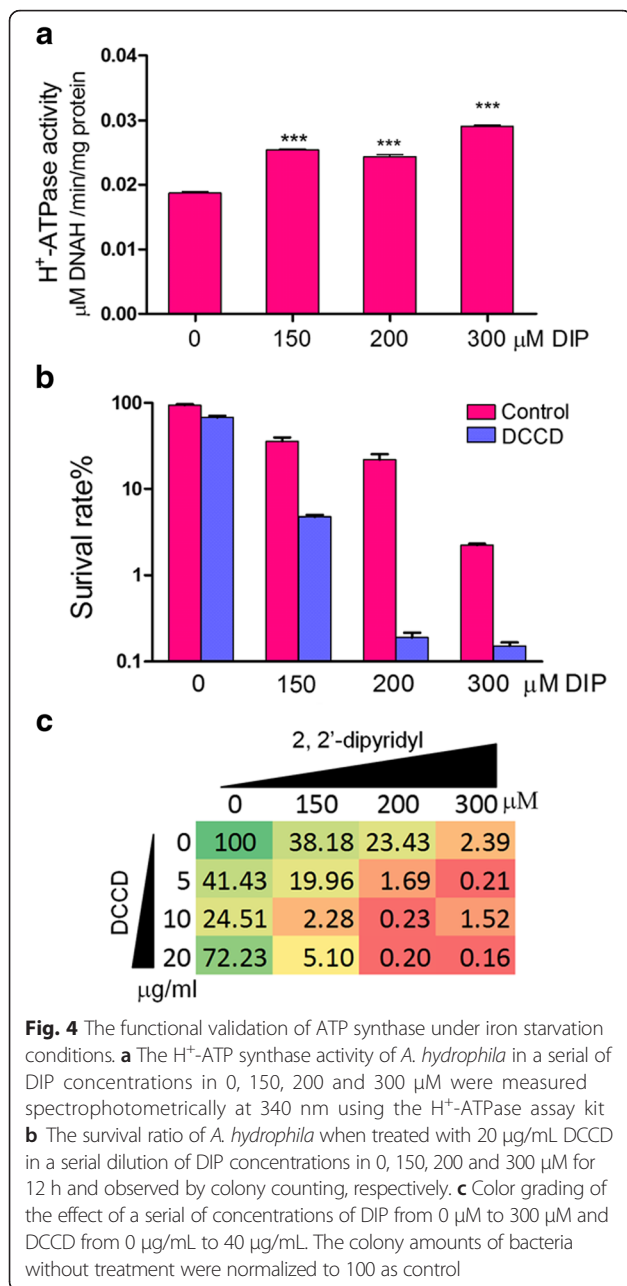 a
H+-ATPase activity
μM DNAH /min/mg protein
0.04
0.03
0.02
0.01
0.00
***
***
***
0
150
200
300 μM DIP
b
Surival rate%
100
10
1
0.1
Control
DCCD
0
150
200
300 μM DIP
c
2, 2'-dipyridyl
0 150 200 300 μM
DCCD
μg/ml
0 100 38.18 23.43 2.39
5 41.43 19.96 1.69 0.21
10 24.51 2.28 0.23 1.52
20 72.23 5.10 0.20 0.16
Fig. 4 The functional validation of ATP synthase under iron starvation
conditions. a The H+-ATP synthase activity of A. hydrophila in a serial of
DIP concentrations in 0, 150, 200 and 300 μM were measured
spectrophotometrically at 340 nm using the H+-ATPase assay kit
b The survival ratio of A. hydrophila when treated with 20 μg/mL DCCD
in a serial dilution of DIP concentrations in 0, 150, 200 and 300 μM for
12 h and observed by colony counting, respectively. c Color grading of
the effect of a serial of concentrations of DIP from 0 μM to 300 μM and
DCCD from 0 μg/mL to 40 μg/mL. The colony amounts of bacteria
without treatment were normalized to 100 as control